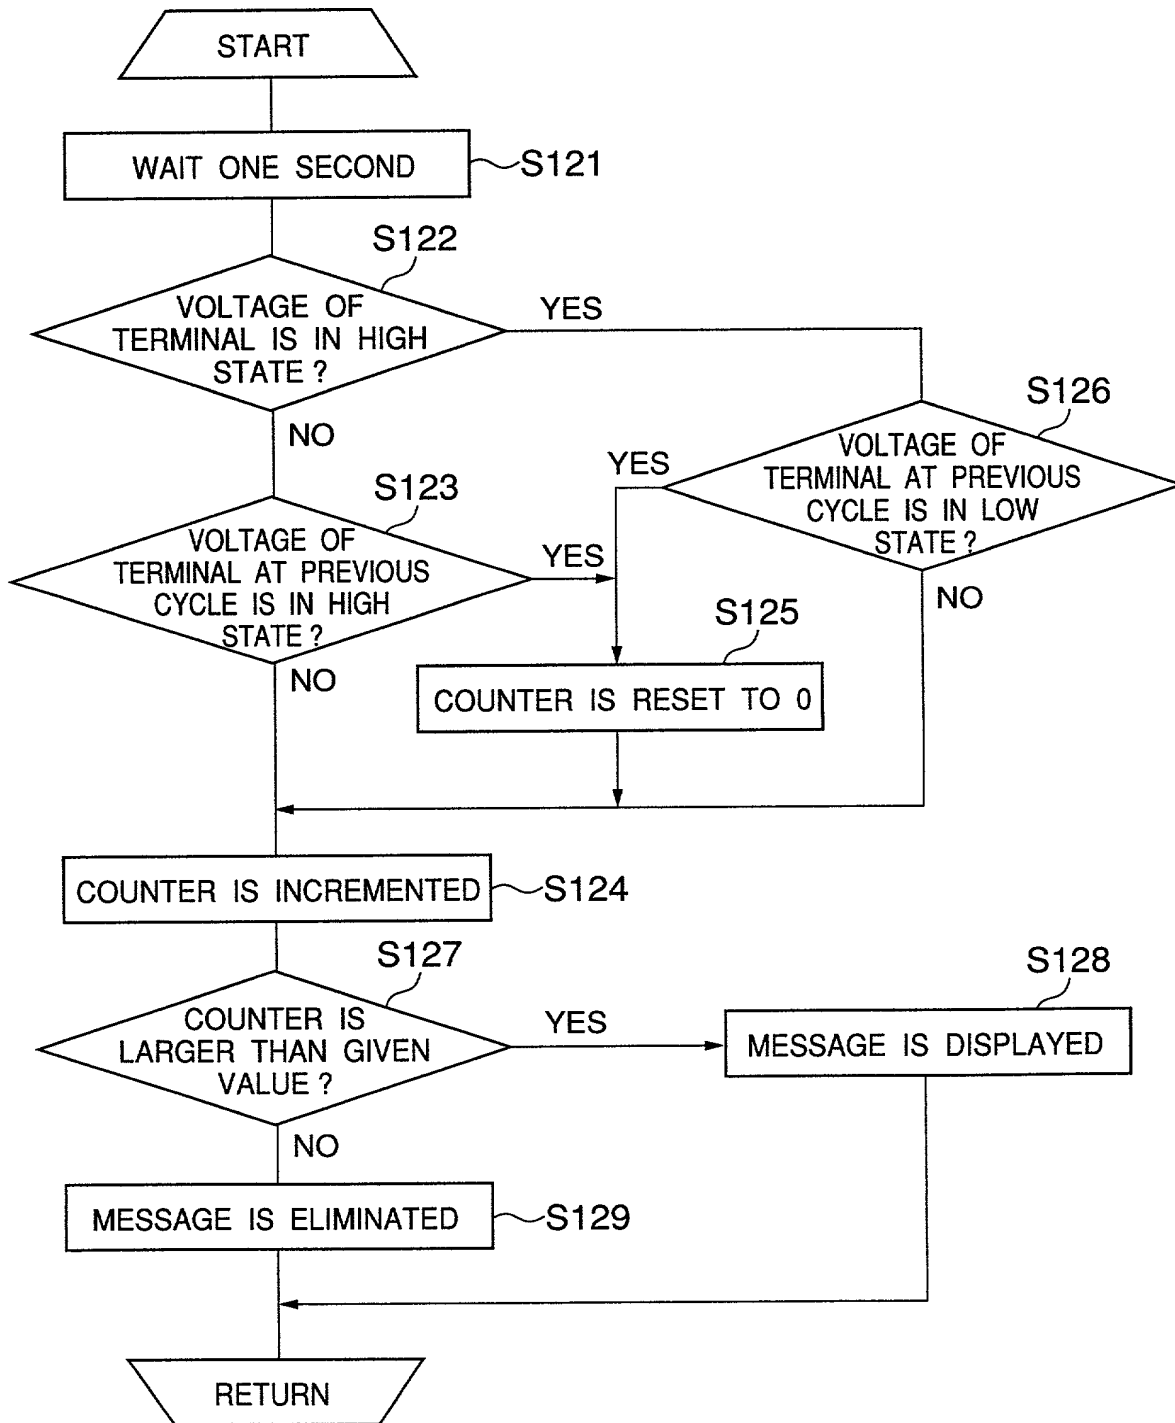 START
WAIT ONE SECOND
S121
S122
VOLTAGE OF
TERMINAL IS IN HIGH
STATE ?
YES
NO
S126
VOLTAGE OF
TERMINAL AT PREVIOUS
CYCLE IS IN LOW
STATE ?
YES
NO
S123
VOLTAGE OF
TERMINAL AT PREVIOUS
CYCLE IS IN HIGH
STATE ?
YES
NO
S125
COUNTER IS RESET TO 0
COUNTER IS INCREMENTED
S124
S127
COUNTER IS
LARGER THAN GIVEN
VALUE ?
YES
NO
S128
MESSAGE IS DISPLAYED
MESSAGE IS ELIMINATED
S129
RETURN